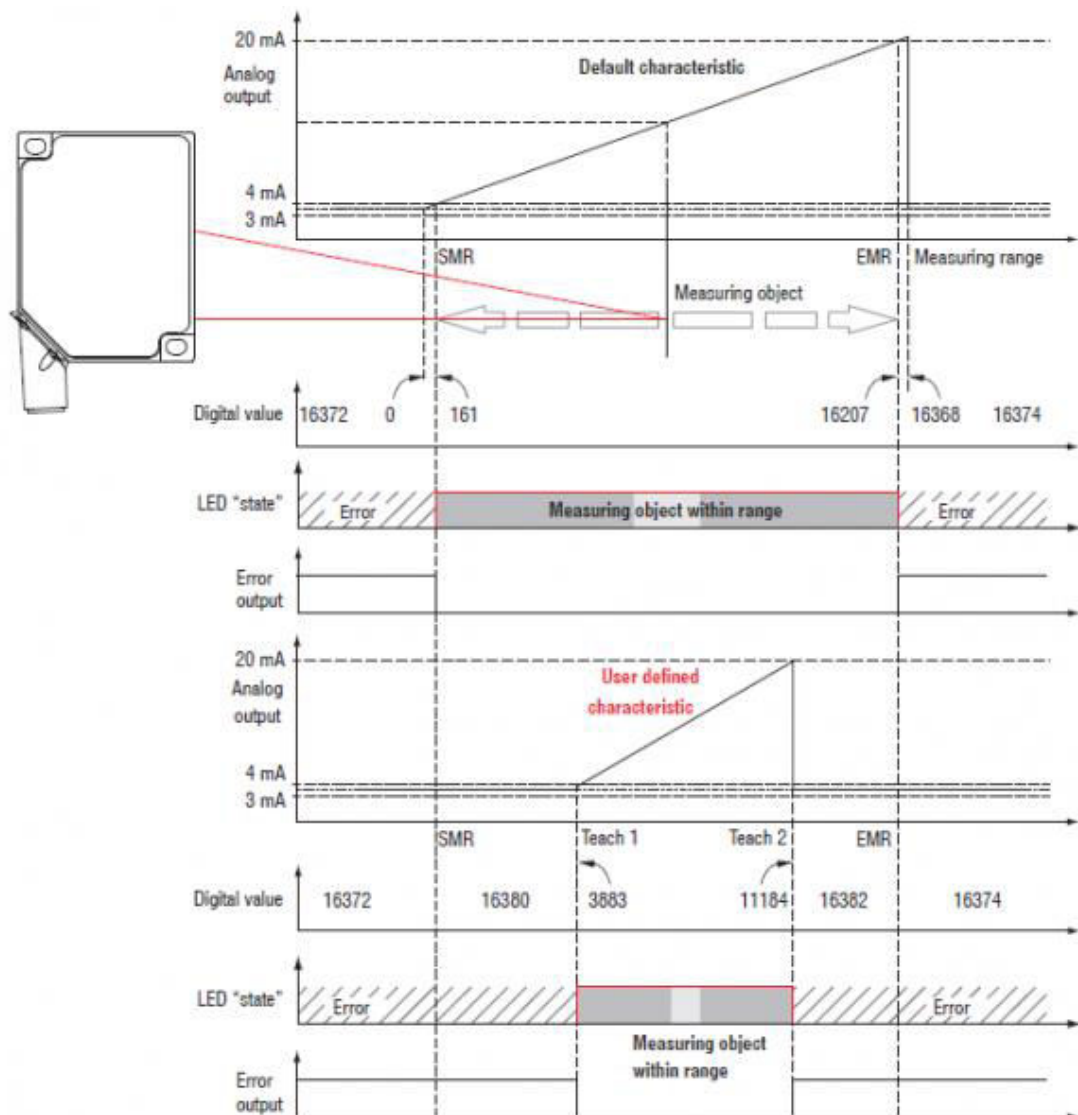 20 mA
Analog
output
Default characteristic
4 mA
3 mA
SMR
EMR
Measuring range
Measuring object
Digital value
16372
0
161
16207
16368
16374
LED "state"
Error
Measuring object within range
Error
Error
output
20 mA
Analog
output
User defined
characteristic
4 mA
3 mA
SMR
Teach 1
Teach 2
EMR
Digital value
16372
16380
3883
11184
16382
16374
LED "state"
Error
Error
Measuring object
within range
Error
output